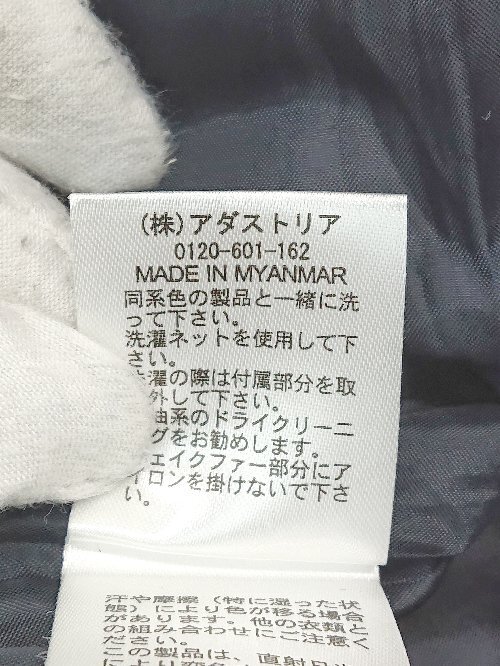 (株)アダストリア
0120-601-162
MADE IN MYANMAR
同系色の製品と一緒に洗
って下さい。
洗濯ネットを使用して下
さい。
濯の際は付属部分を取
外して下さい。
油系のドライクリーニ
グをお勧めします。
ェイクファー部分にア
イロンを掛けないで下さ
い。
汗や摩擦(特に湿った状
態)により色が移る場合
があります。他の衣類と
の組み合わせにご注意く
ださい。
この製品は、直射日